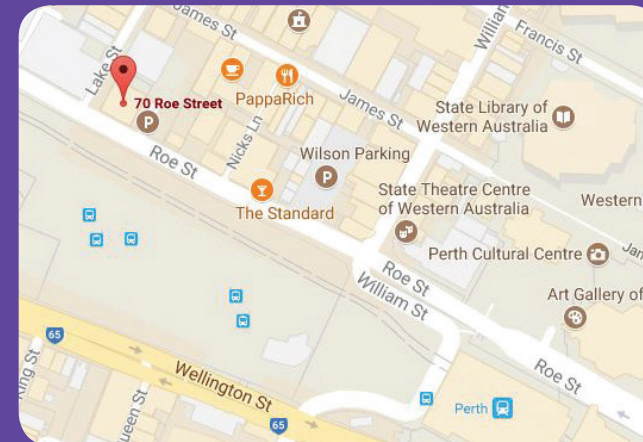 James St
Francis St
William
Lake St
70 Roe Street
P
PappaRich
James St
State Library of
Western Australia
Nicks Ln
Roe St
Wilson Parking
P
The Standard
State Theatre Centre
of Western Australia
Western
Jam
Perth Cultural Centre
Roe St
William St
Art Gallery of
65
King St
Wellington St
Roe St
Queen St
65
Perth